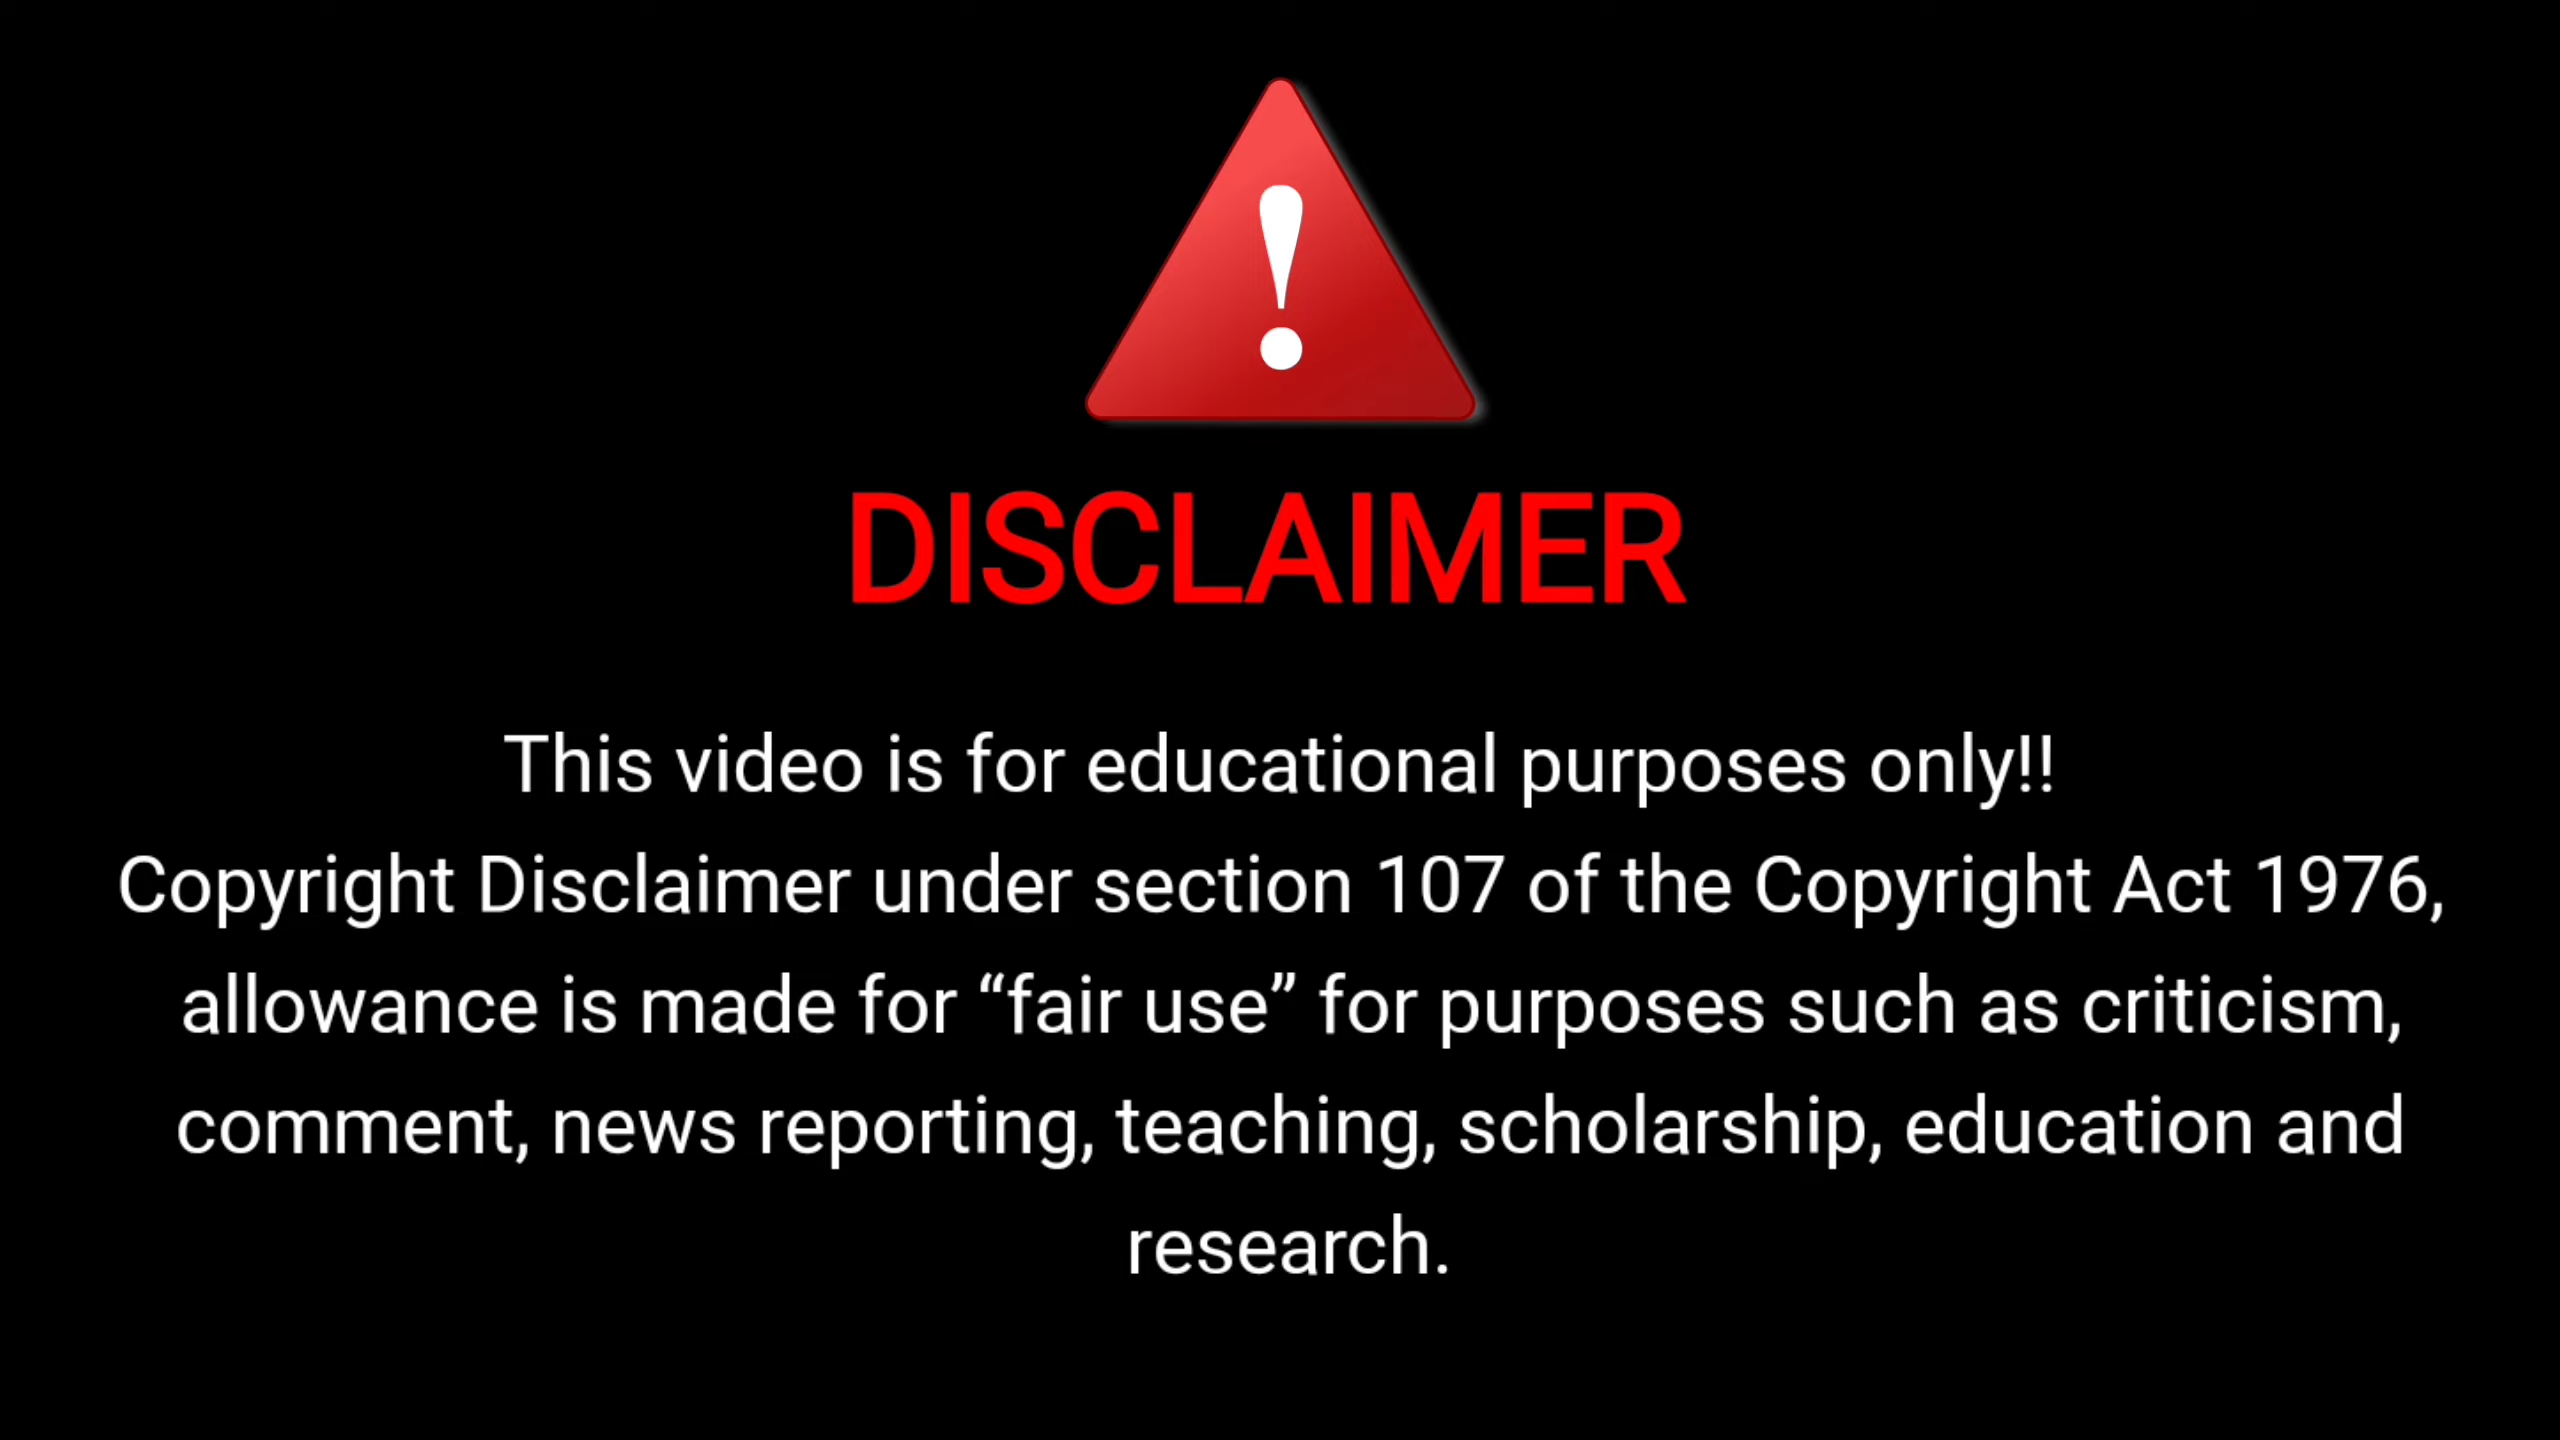 !
DISCLAIMER
This video is for educational purposes only!!
Copyright Disclaimer under section 107 of the Copyright Act 1976,
allowance is made for “fair use” for purposes such as criticism,
comment, news reporting, teaching, scholarship, education and
research.